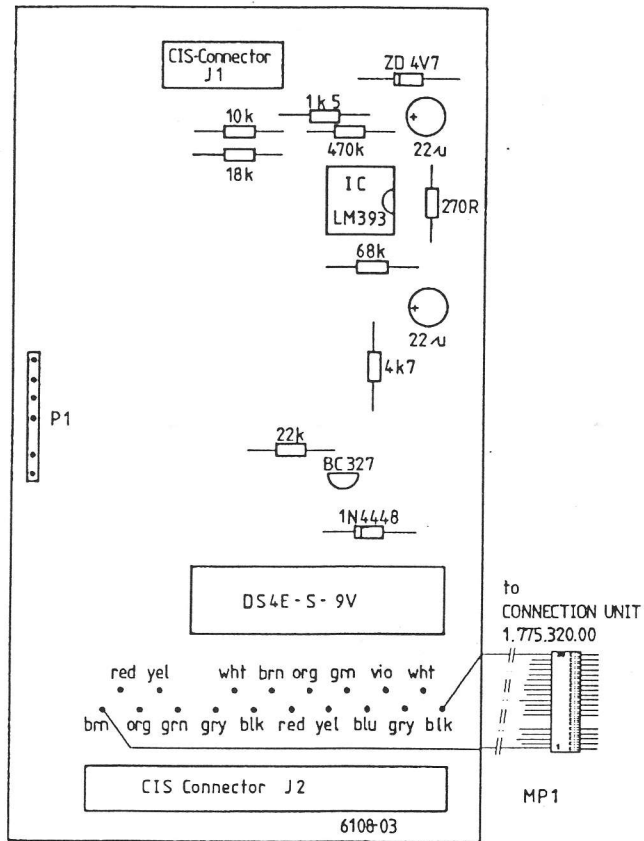 CIS-Connector
J1
ZD 4V7
1k5
10k
470k
22u
18k
IC
LM393
270R
68k
22u
4k7
P1
22k
BC327
1N4448
DS4E-S-9V
to
CONNECTION UNIT
1.775.320.00
red yel wht brn org grn vio wht
brn org grn gry blk red yel blu gry blk
1
CIS Connector J2
MP1
6108-03